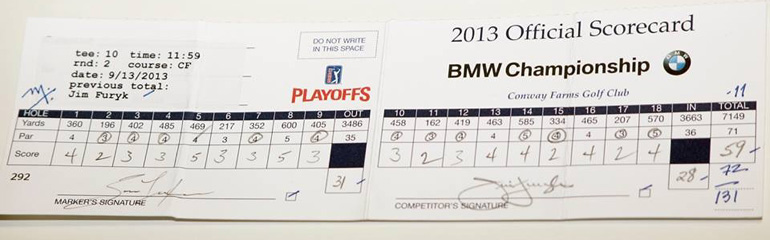 tee: 10 time: 11:59
rnd: 2 course: CF
date: 9/13/2013
previous total:
Jim Furyk
DO NOT WRITE
IN THIS SPACE
PLAYOFFS
HOLE 1 2 3 4 5 6 7 8 9 OUT
Yards 360 196 402 485 469 217 352 600 405 3486
Par 4 3 4 4 4 3 4 5 4 35
Score 4 2 3 3 5 3 3 5 3
31
292
MARKER'S SIGNATURE
2013 Official Scorecard
BMW Championship
BMW
Conway Farms Golf Club
-11
10 11 12 13 14 15 16 17 18 IN TOTAL
458 162 419 463 585 334 465 207 570 3663 7149
4 3 4 4 5 4 4 3 5 36 71
3 2 3 4 4 2 4 2 4 59
28 72
131
COMPETITOR'S SIGNATURE